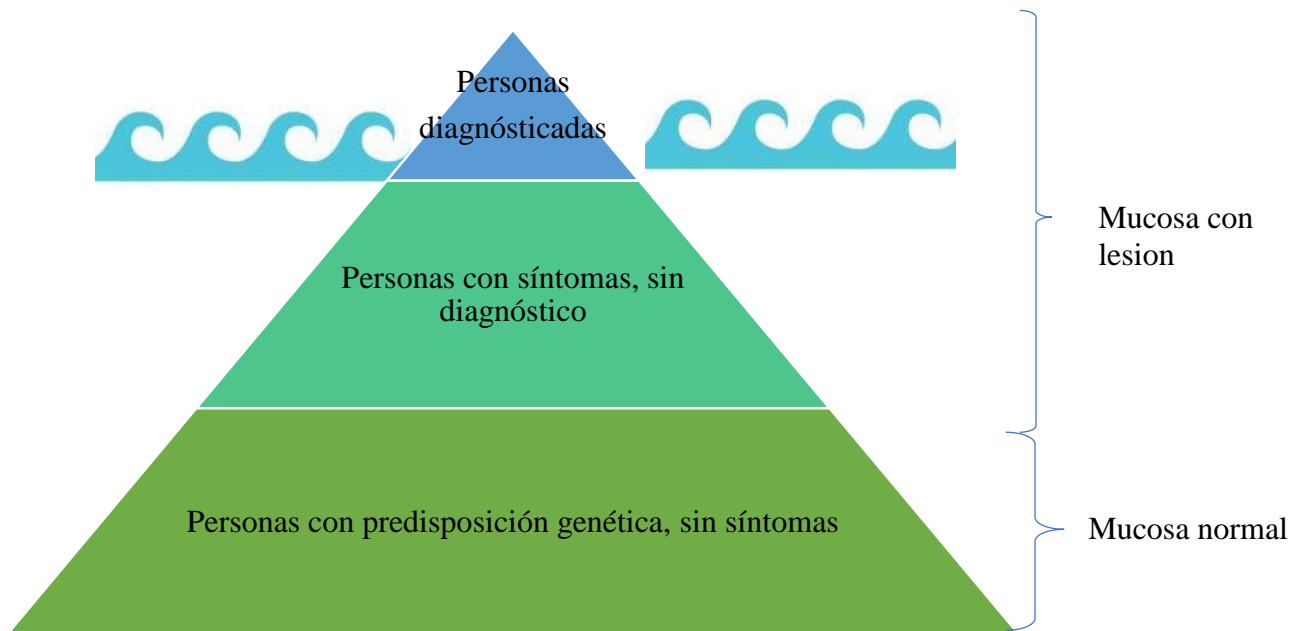 Personas
diagnósticadas
Mucosa con
lesion
Personas con síntomas, sin
diagnóstico
Personas con predisposición genética, sin síntomas
Mucosa normal